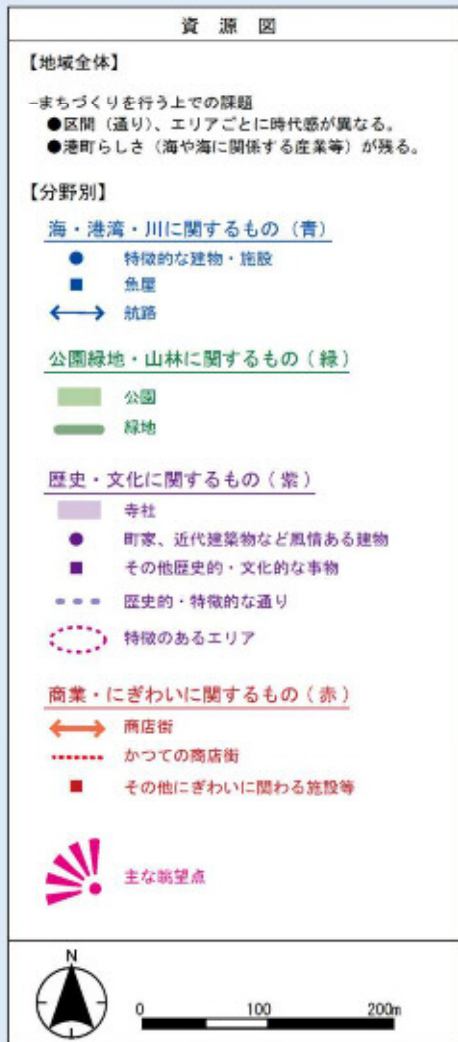 資源図
【地域全体】
-まちづくりを行う上での課題
●区間（通り）、エリアごとに時代感が異なる。
●港町らしさ（海や海に関係する産業等）が残る。
【分野別】
海・港湾・川に関するもの（青）
特徴的な建物・施設
魚屋
航路
公園緑地・山林に関するもの（緑）
公園
緑地
歴史・文化に関するもの（紫）
寺社
町家、近代建築物など風情ある建物
その他歴史的・文化的な事物
歴史的・特徴的な通り
特徴のあるエリア
商業・にぎわいに関するもの（赤）
商店街
かつての商店街
その他にぎわいに関わる施設等
主な眺望点
N
0 100 200m